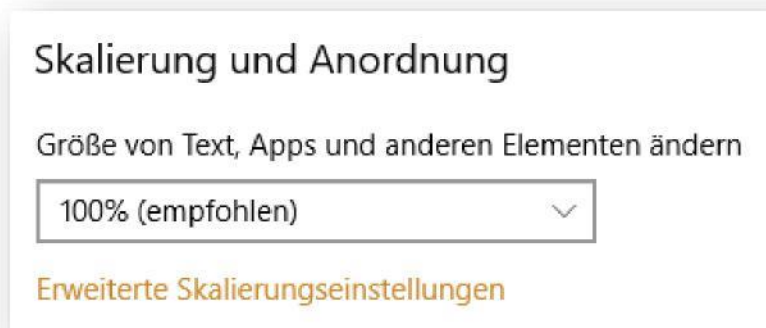 Skalierung und Anordnung
Größe von Text, Apps und anderen Elementen ändern
100% (empfohlen)
Erweiterte Skalierungseinstellungen